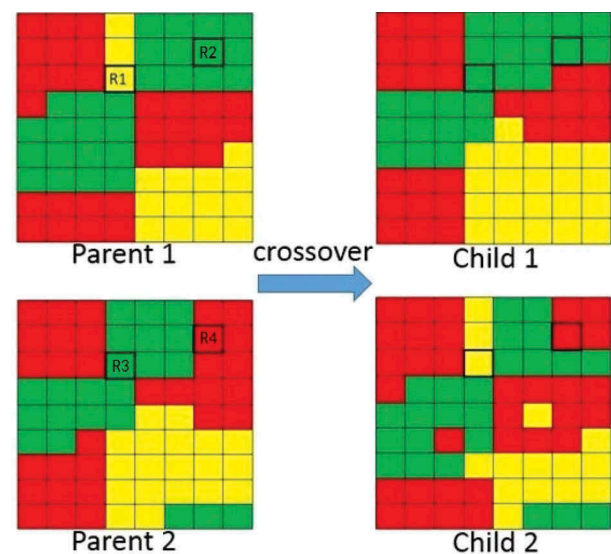 R2
R1
Parent 1
crossover
Child 1
R4
R3
Parent 2
Child 2